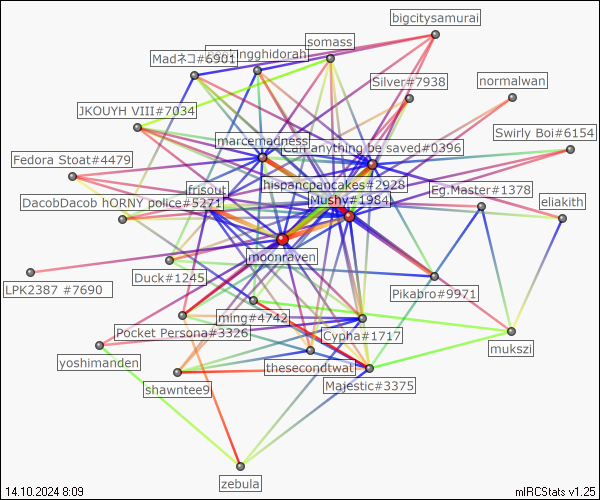 bigcitysamurai
somass
Madネコ#6901
Silver#7938
normalwan
JKOUYH VIII#7034
marcemadness
Swirly Boi#6154
anything be saved#0396
Fedora Stoat#4479
frisout
hispancpancakes#2928
Eg.Master#1378
DacobDacob hORNY police#5271
Mushy#1984
eliakith
moonraven
LPK2387 #7690
Duck#1245
Pikabro#9971
ming#4742
Pocket Persona#3326
Cypha#1717
mukszi
yoshimanden
thesecondtwat
shawntee9
Majestic#3375
zebula
14.10.2024 8:09
mIRCStats v1.25